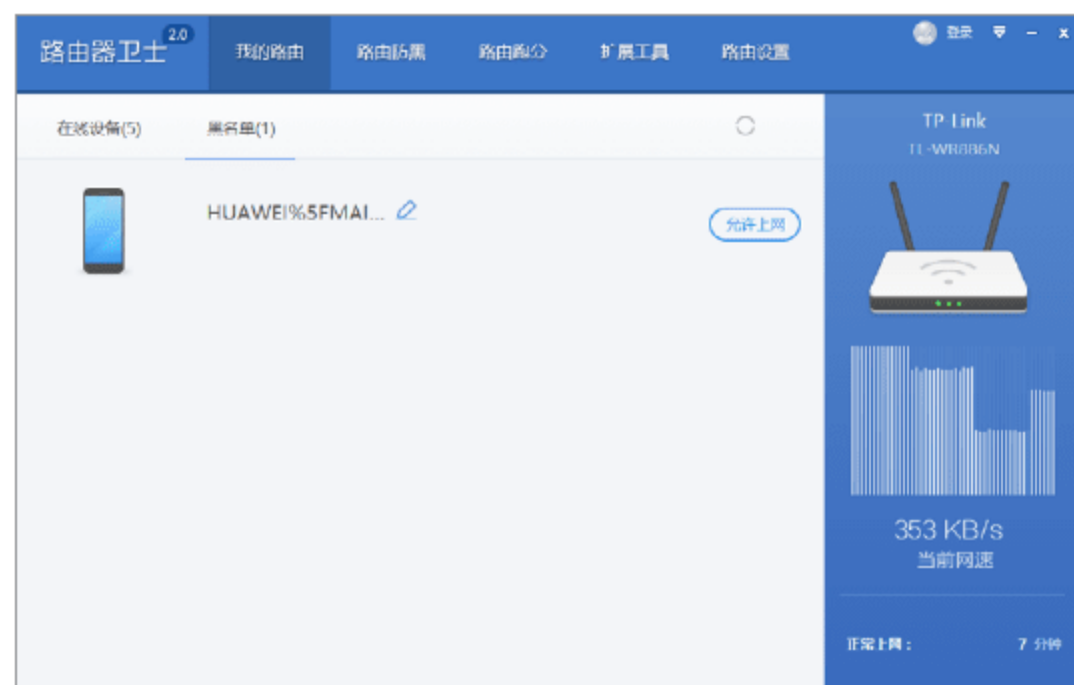 路由器卫士 2.0
我的路由
路由防黑
路由跑分
扩展工具
路由设置
登录
在线设备(5)
黑名单(1)
HUAWEI%5FMAI...
允许上网
TP-Link
TL-WR886N
353 KB/s
当前网速
正常上网：
7 分钟